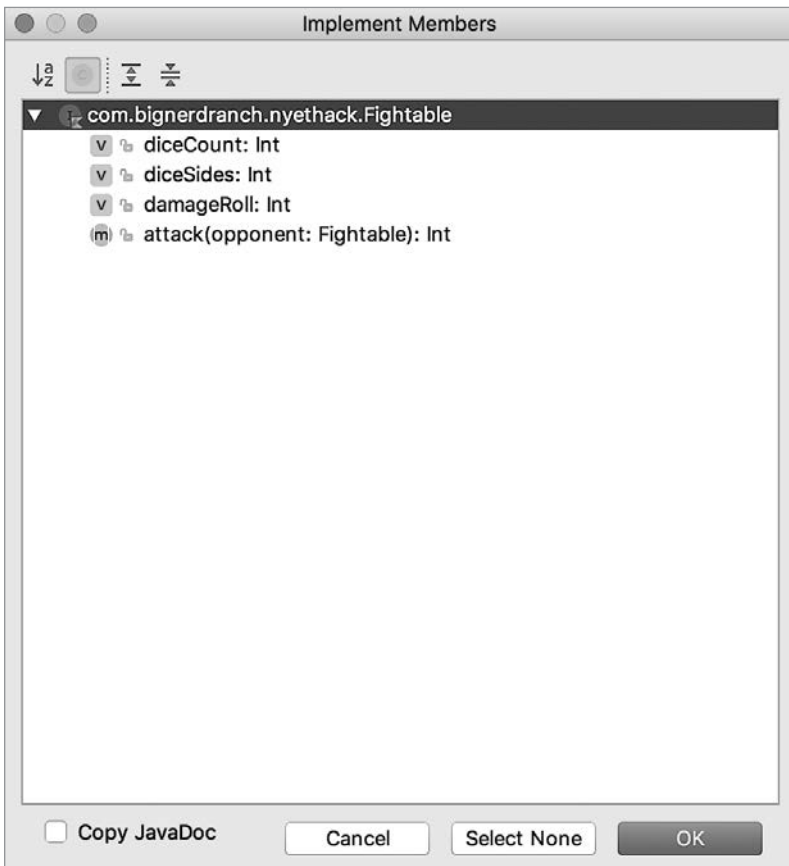 Implement Members
com.bignerdranch.nyethack.Fightable
v diceCount: Int
v diceSides: Int
v damageRoll: Int
m attack(opponent: Fightable): Int
Copy JavaDoc
Cancel
Select None
OK